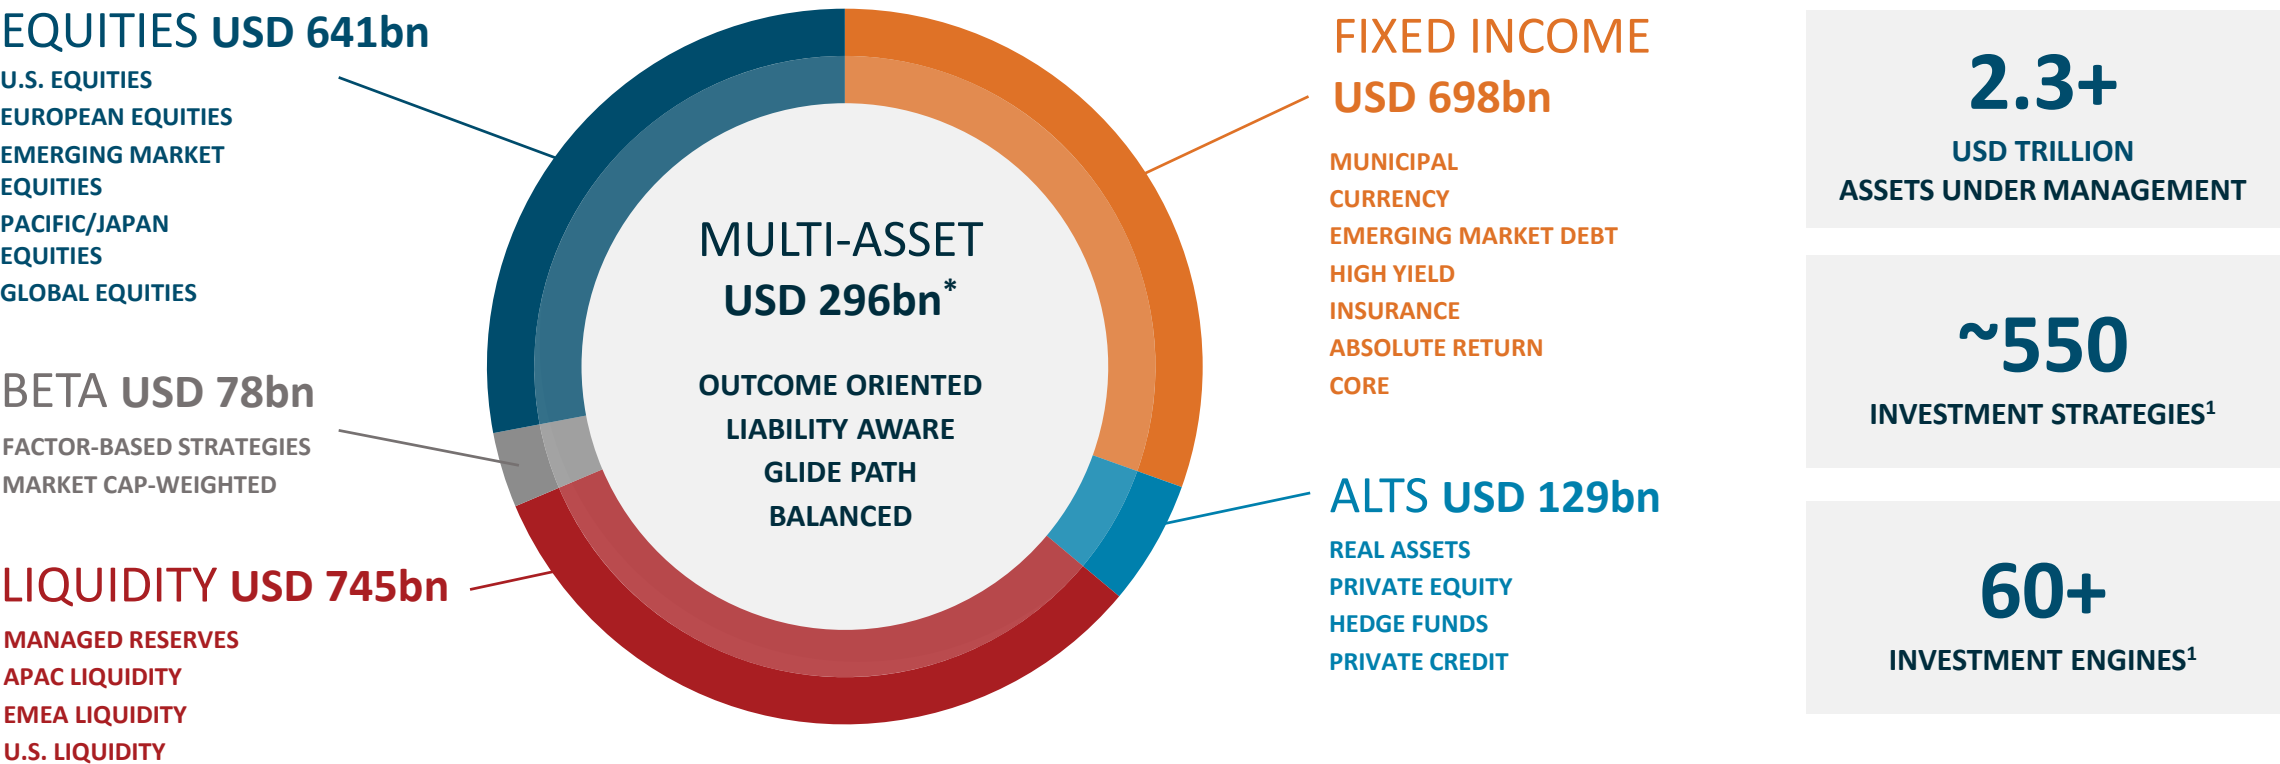 EQUITIES USD 641bn
U.S. EQUITIES
EUROPEAN EQUITIES
EMERGING MARKET
EQUITIES
PACIFIC/JAPAN
EQUITIES
GLOBAL EQUITIES
BETA USD 78bn
FACTOR-BASED STRATEGIES
MARKET CAP-WEIGHTED
LIQUIDITY USD 745bn
MANAGED RESERVES
APAC LIQUIDITY
EMEA LIQUIDITY
U.S. LIQUIDITY
MULTI-ASSET
USD 296bn*
OUTCOME ORIENTED
LIABILITY AWARE
GLIDE PATH
BALANCED
FIXED INCOME
USD 698bn
MUNICIPAL
CURRENCY
EMERGING MARKET DEBT
HIGH YIELD
INSURANCE
ABSOLUTE RETURN
CORE
ALTS USD 129bn
REAL ASSETS
PRIVATE EQUITY
HEDGE FUNDS
PRIVATE CREDIT
2.3+
USD TRILLION
ASSETS UNDER MANAGEMENT
~550
INVESTMENT STRATEGIES¹
60+
INVESTMENT ENGINES¹